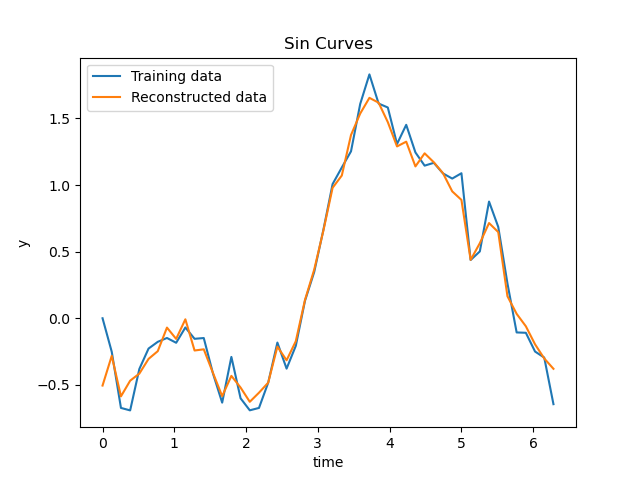 Sin Curves
Training data
Reconstructed data
y
1.5
1.0
0.5
0.0
−0.5
0 1 2 3 4 5 6
time